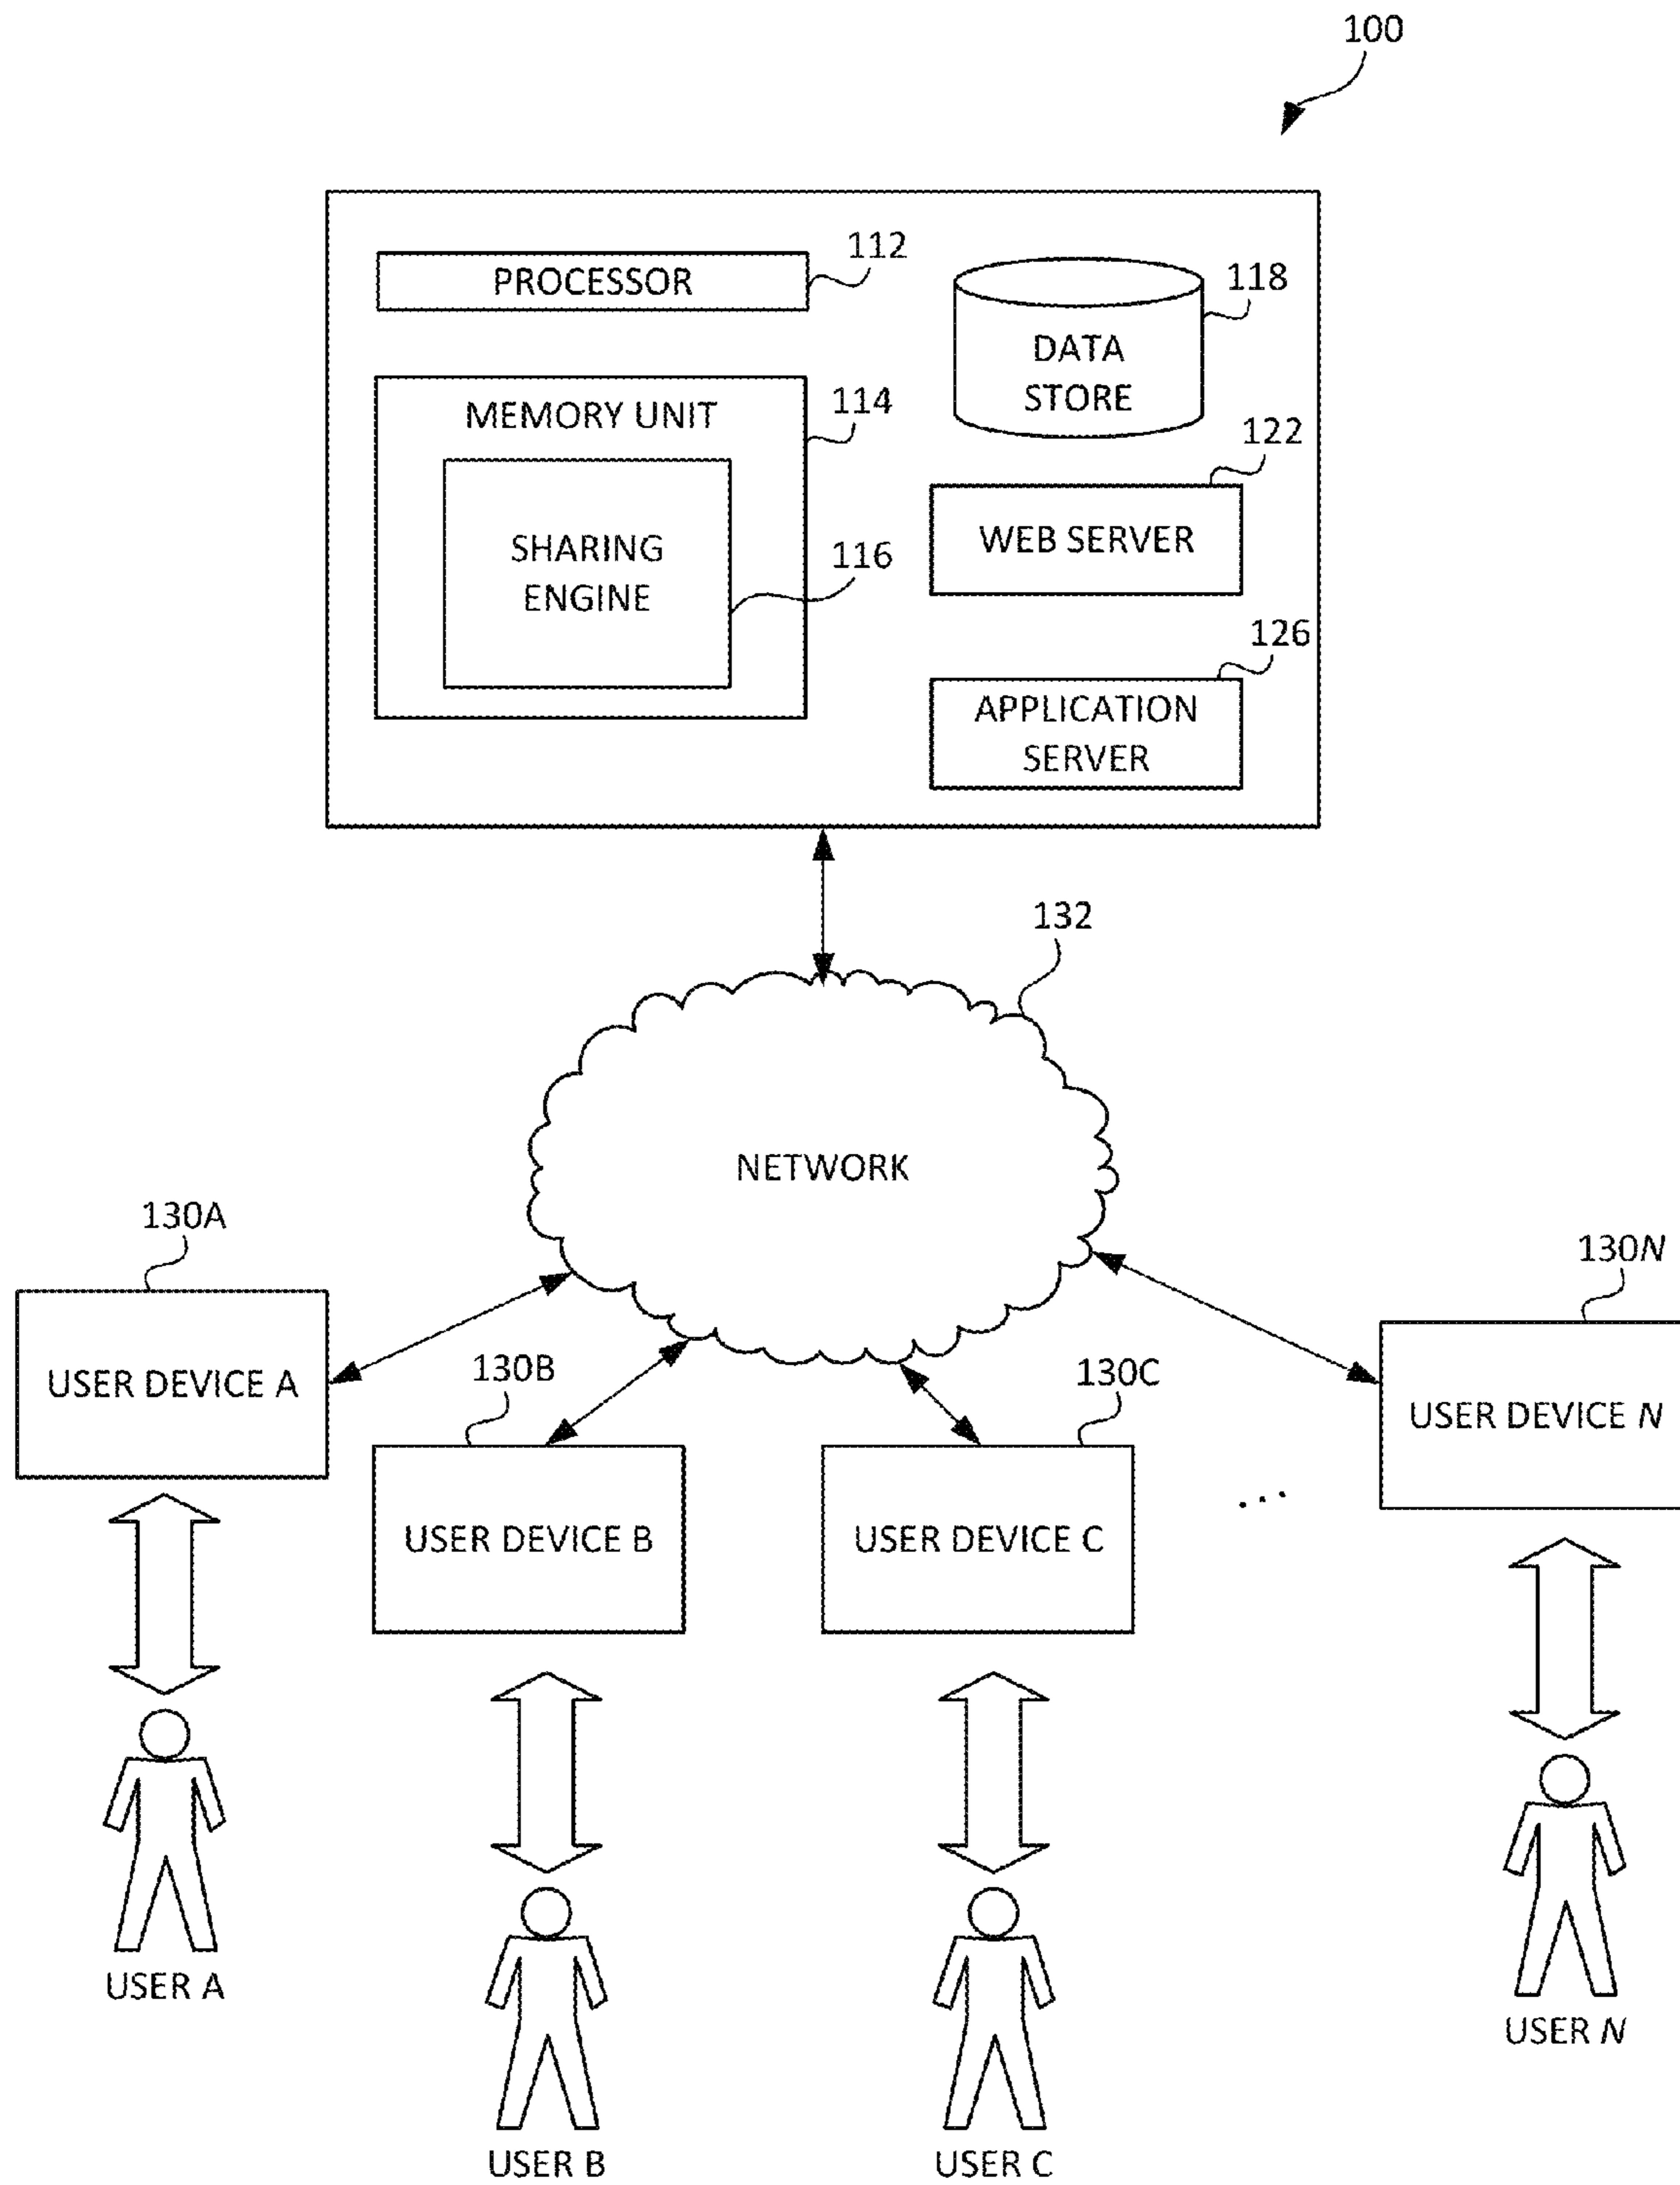 100
PROCESSOR
112
DATA
STORE
118
MEMORY UNIT
114
122
SHARING
ENGINE
116
WEB SERVER
126
APPLICATION
SERVER
132
NETWORK
130A
130N
USER DEVICE A
130B
130C
USER DEVICE N
USER DEVICE B
USER DEVICE C
...
USER A
USER N
USER B
USER C